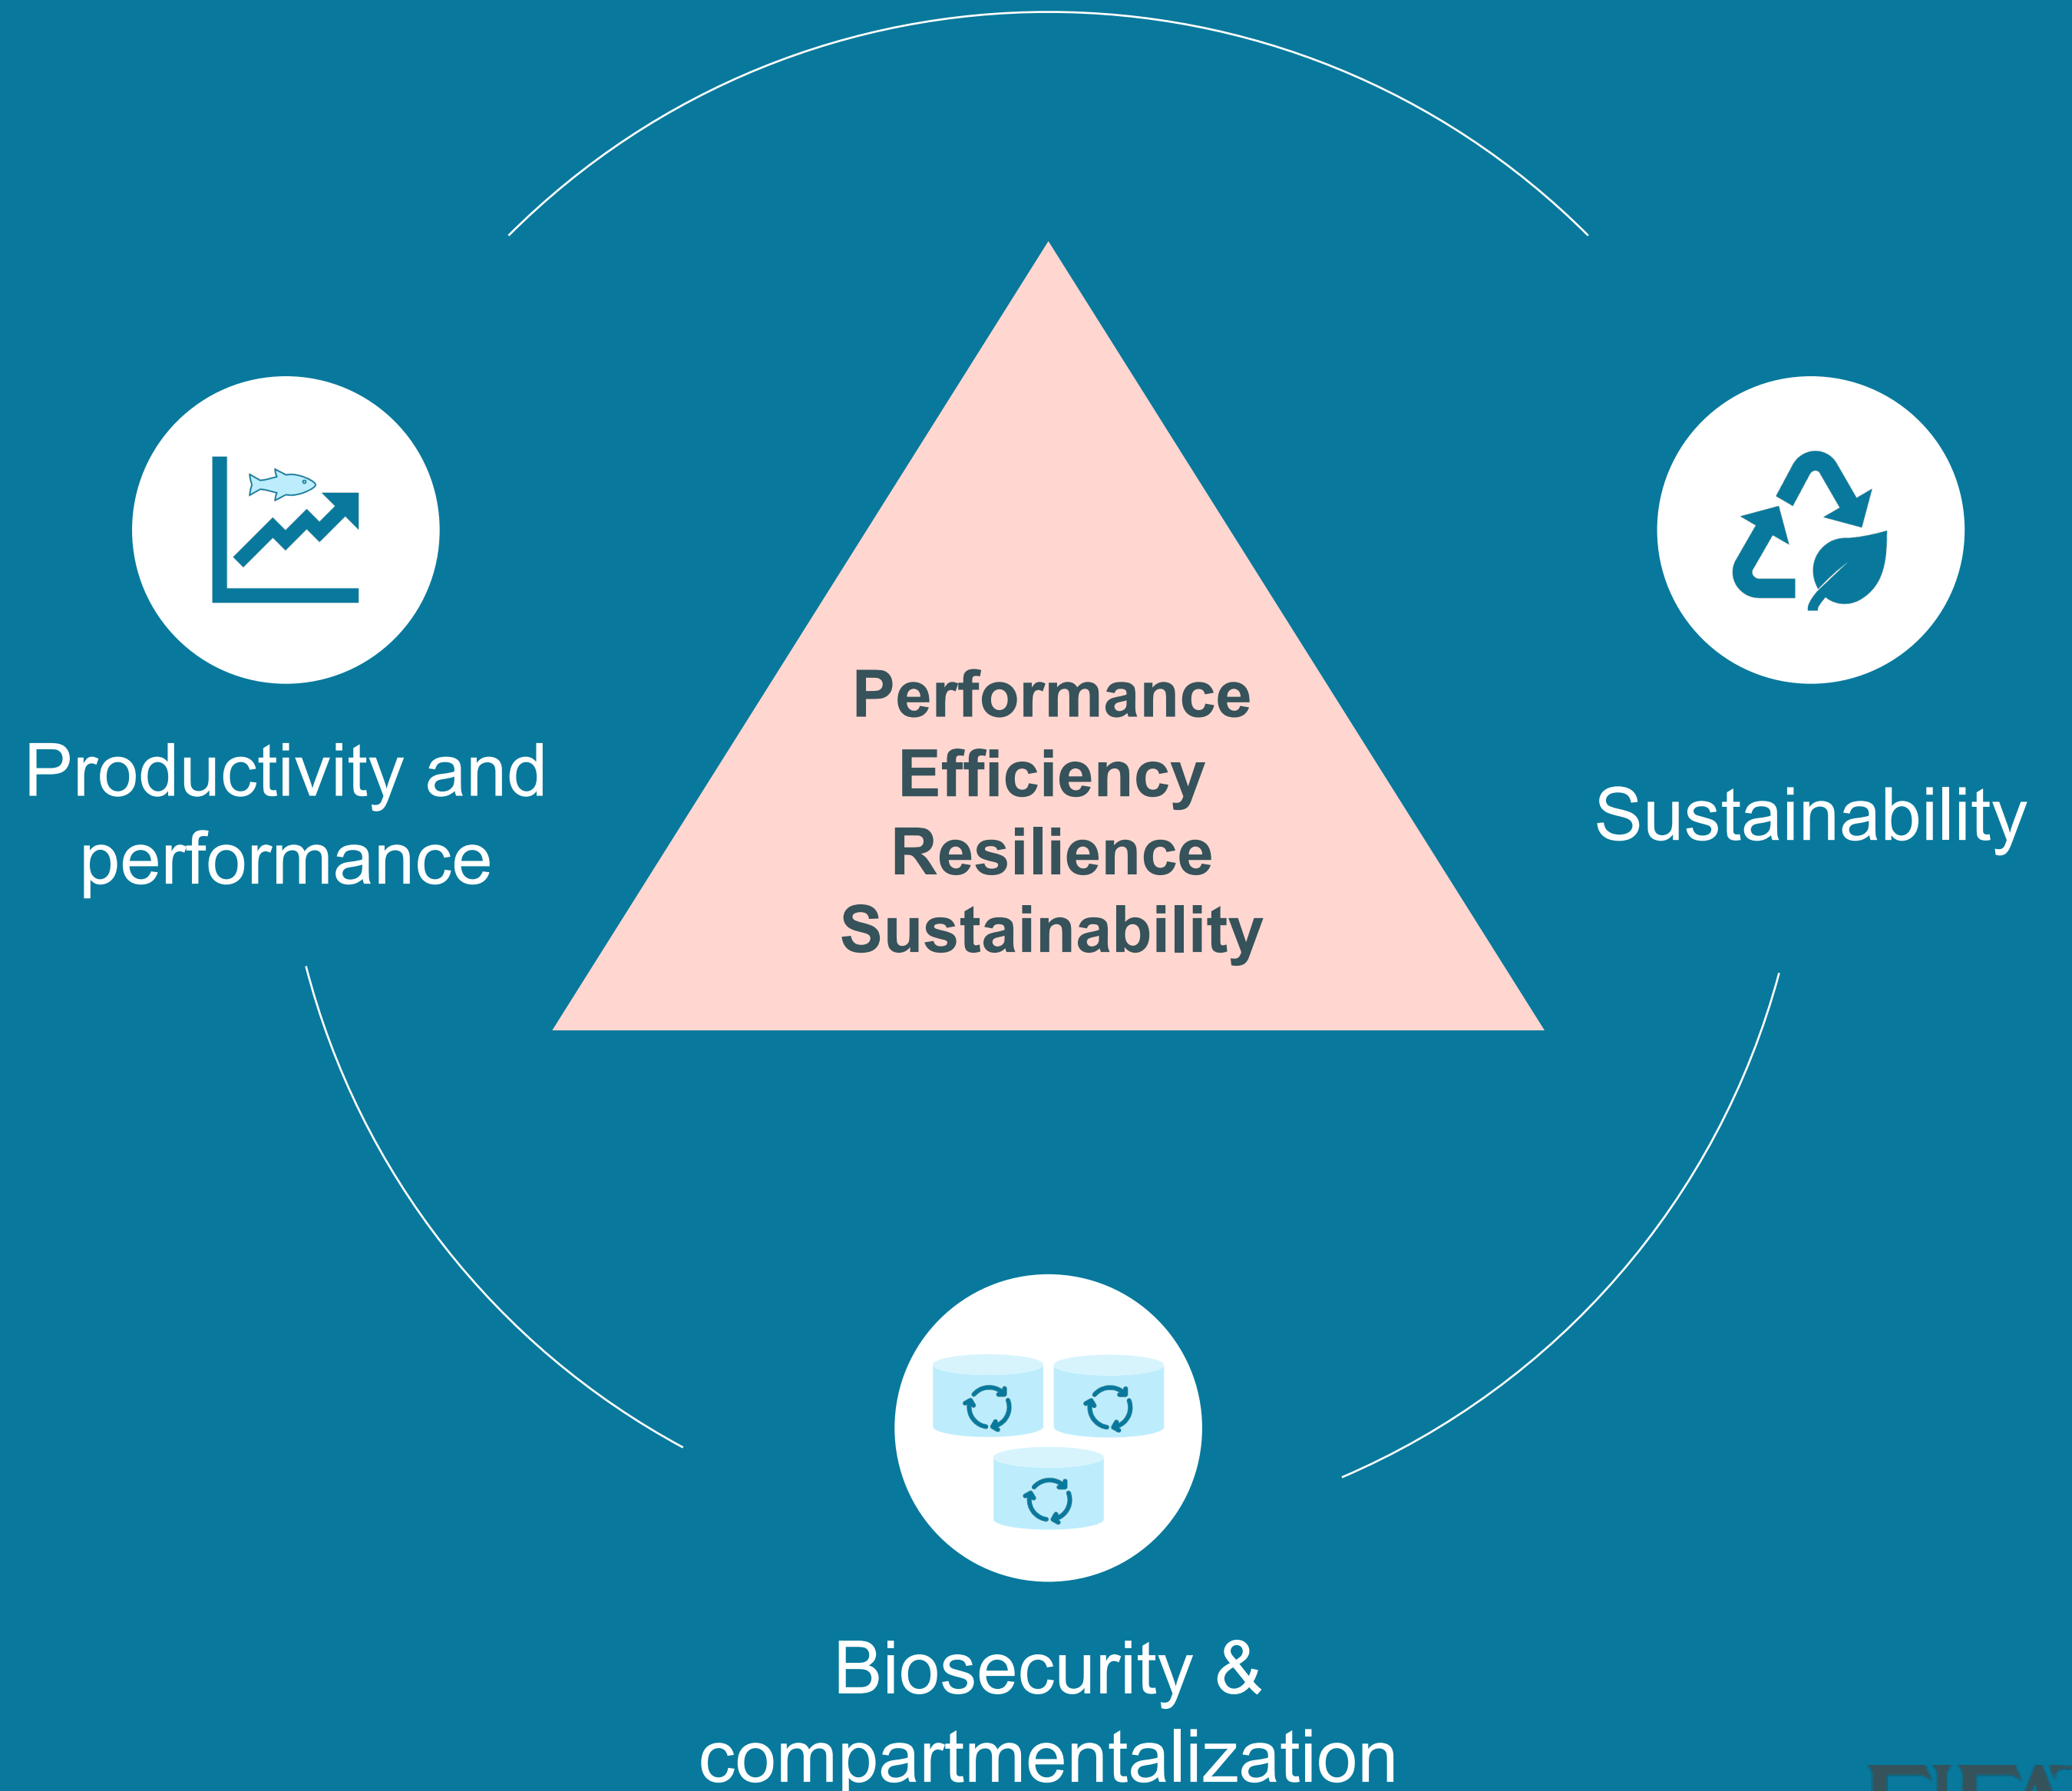 Performance
Efficiency
Resilience
Sustainability
Productivity and
performance
Sustainability
Biosecurity &
compartmentalization